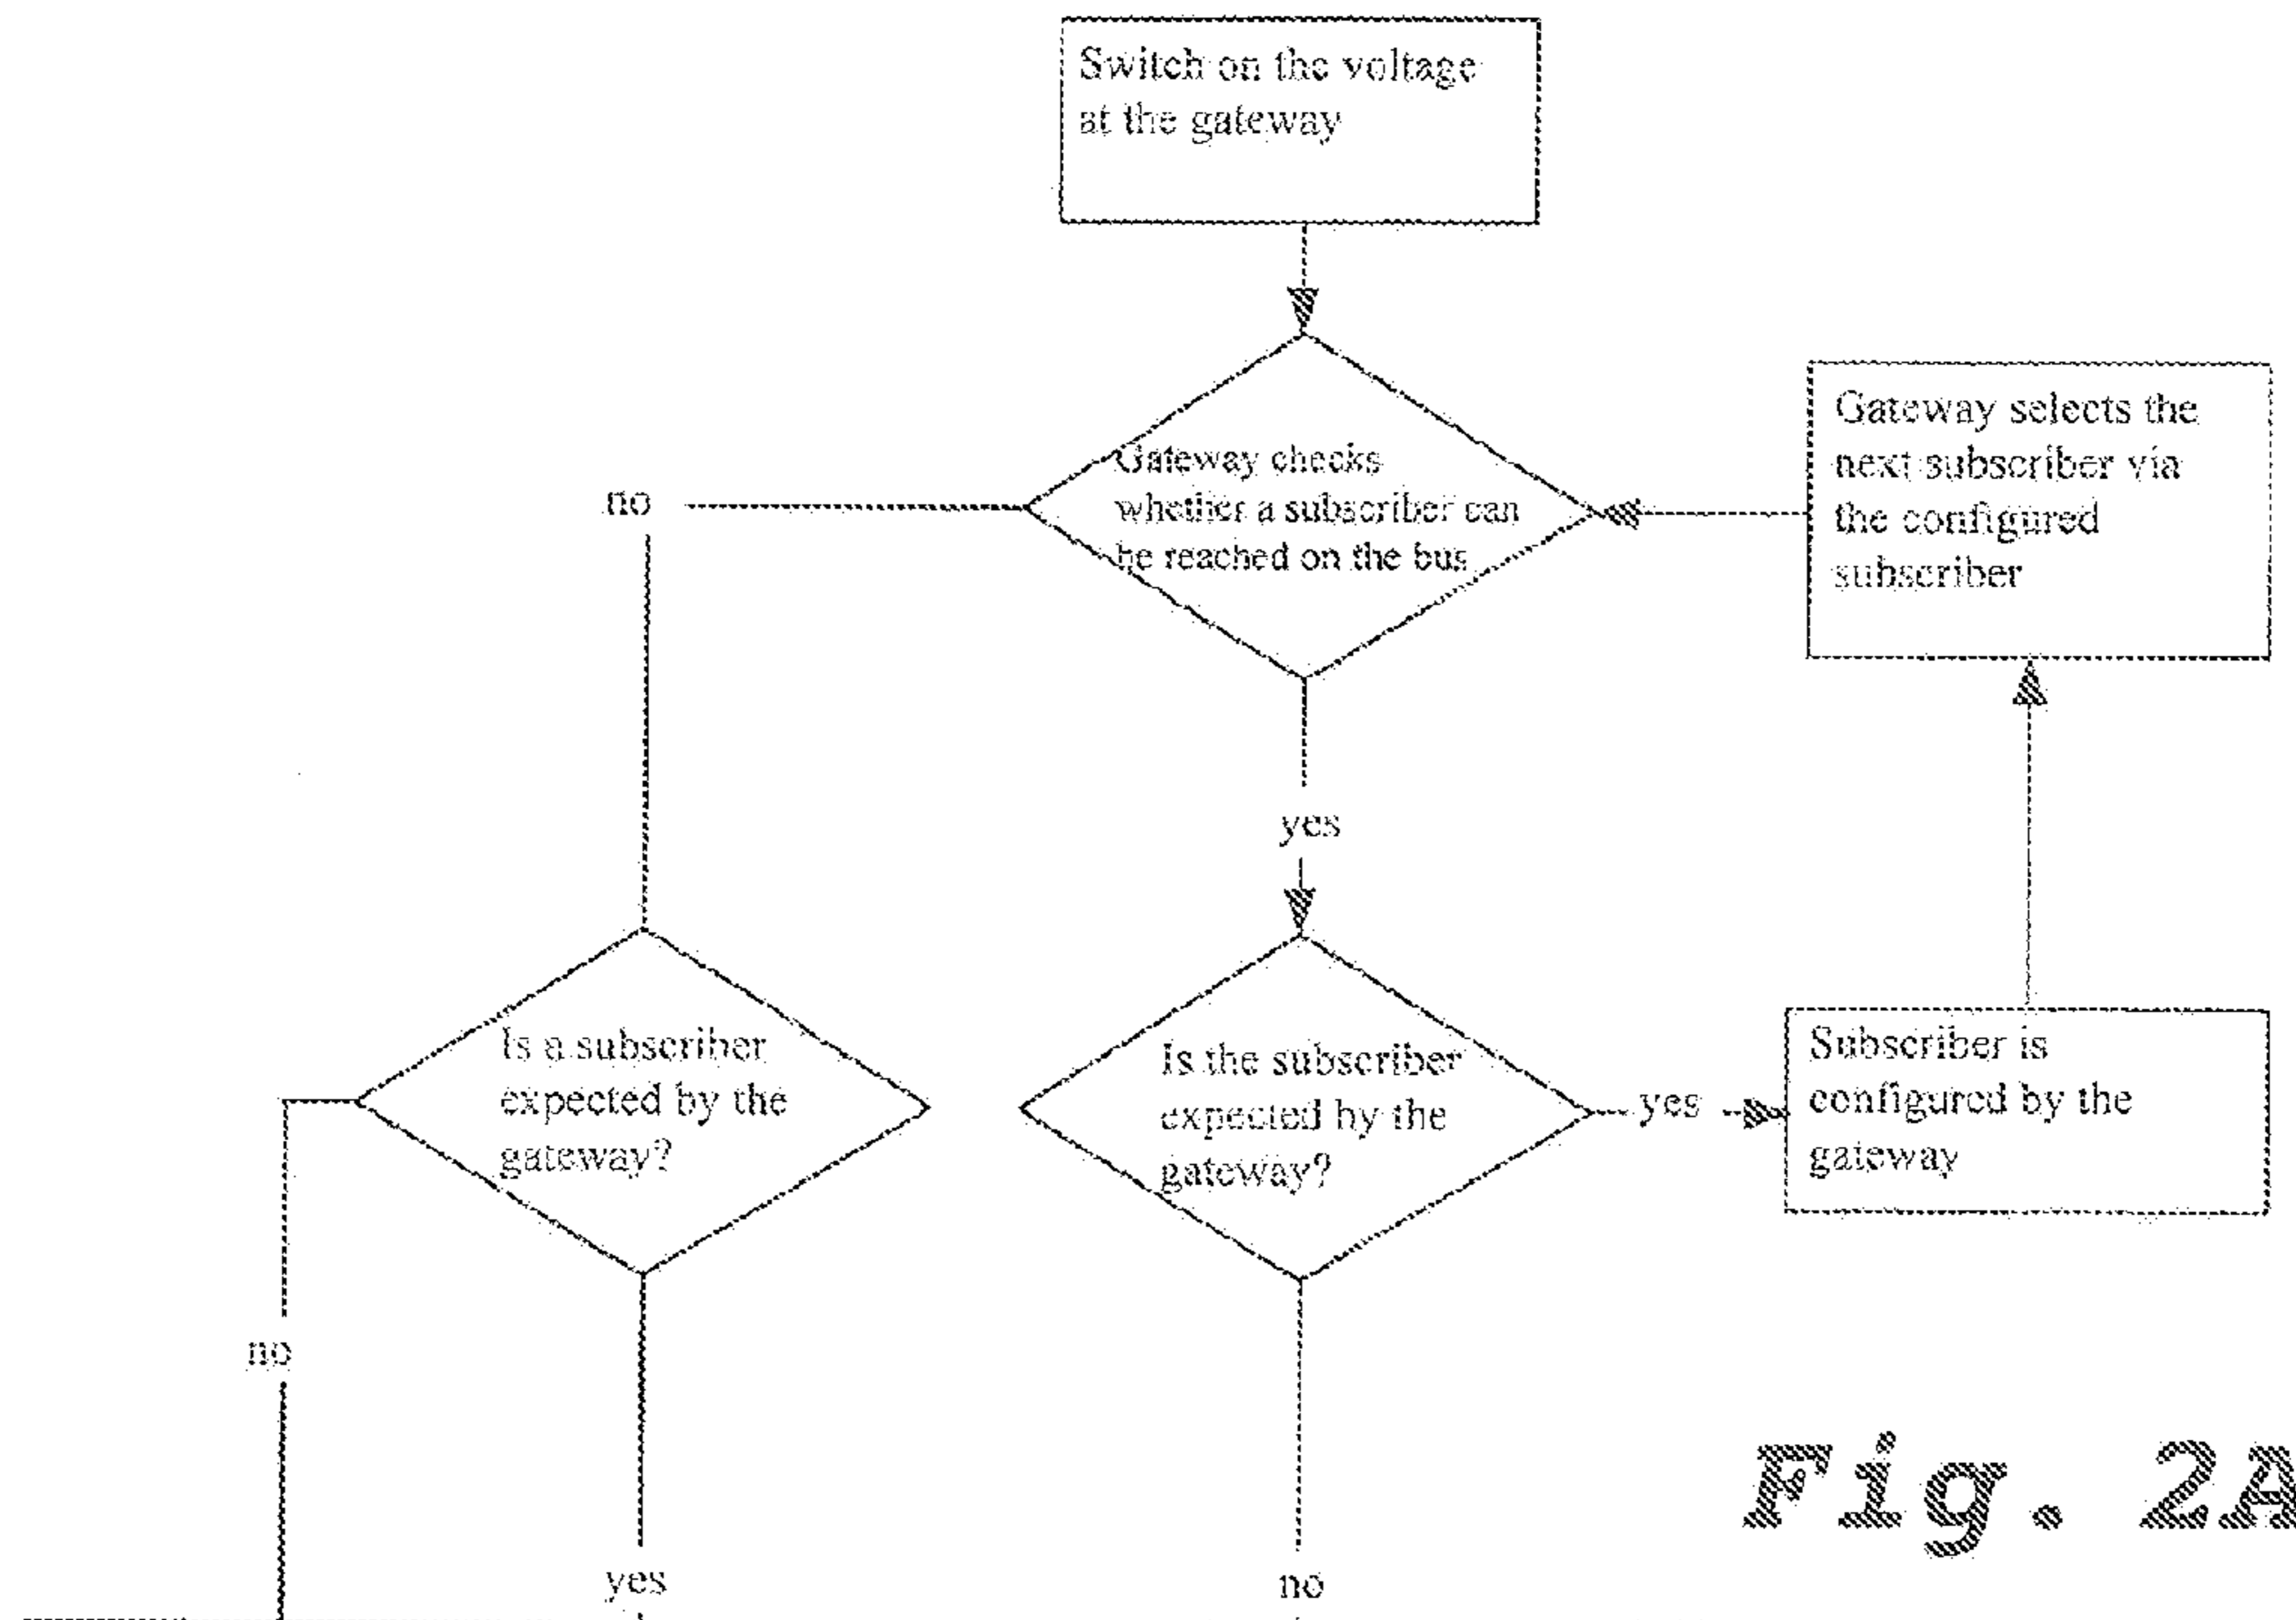 Switch on the voltage
at the gateway
Gateway checks
whether a subscriber can
be reached on the bus
Gateway selects the
next subscriber via
the configured
subscriber
no
yes
Is a subscriber
expected by the
gateway?
Is the subscriber
expected by the
gateway?
yes
Subscriber is
configured by the
gateway
no
yes
no
Fig. 2A